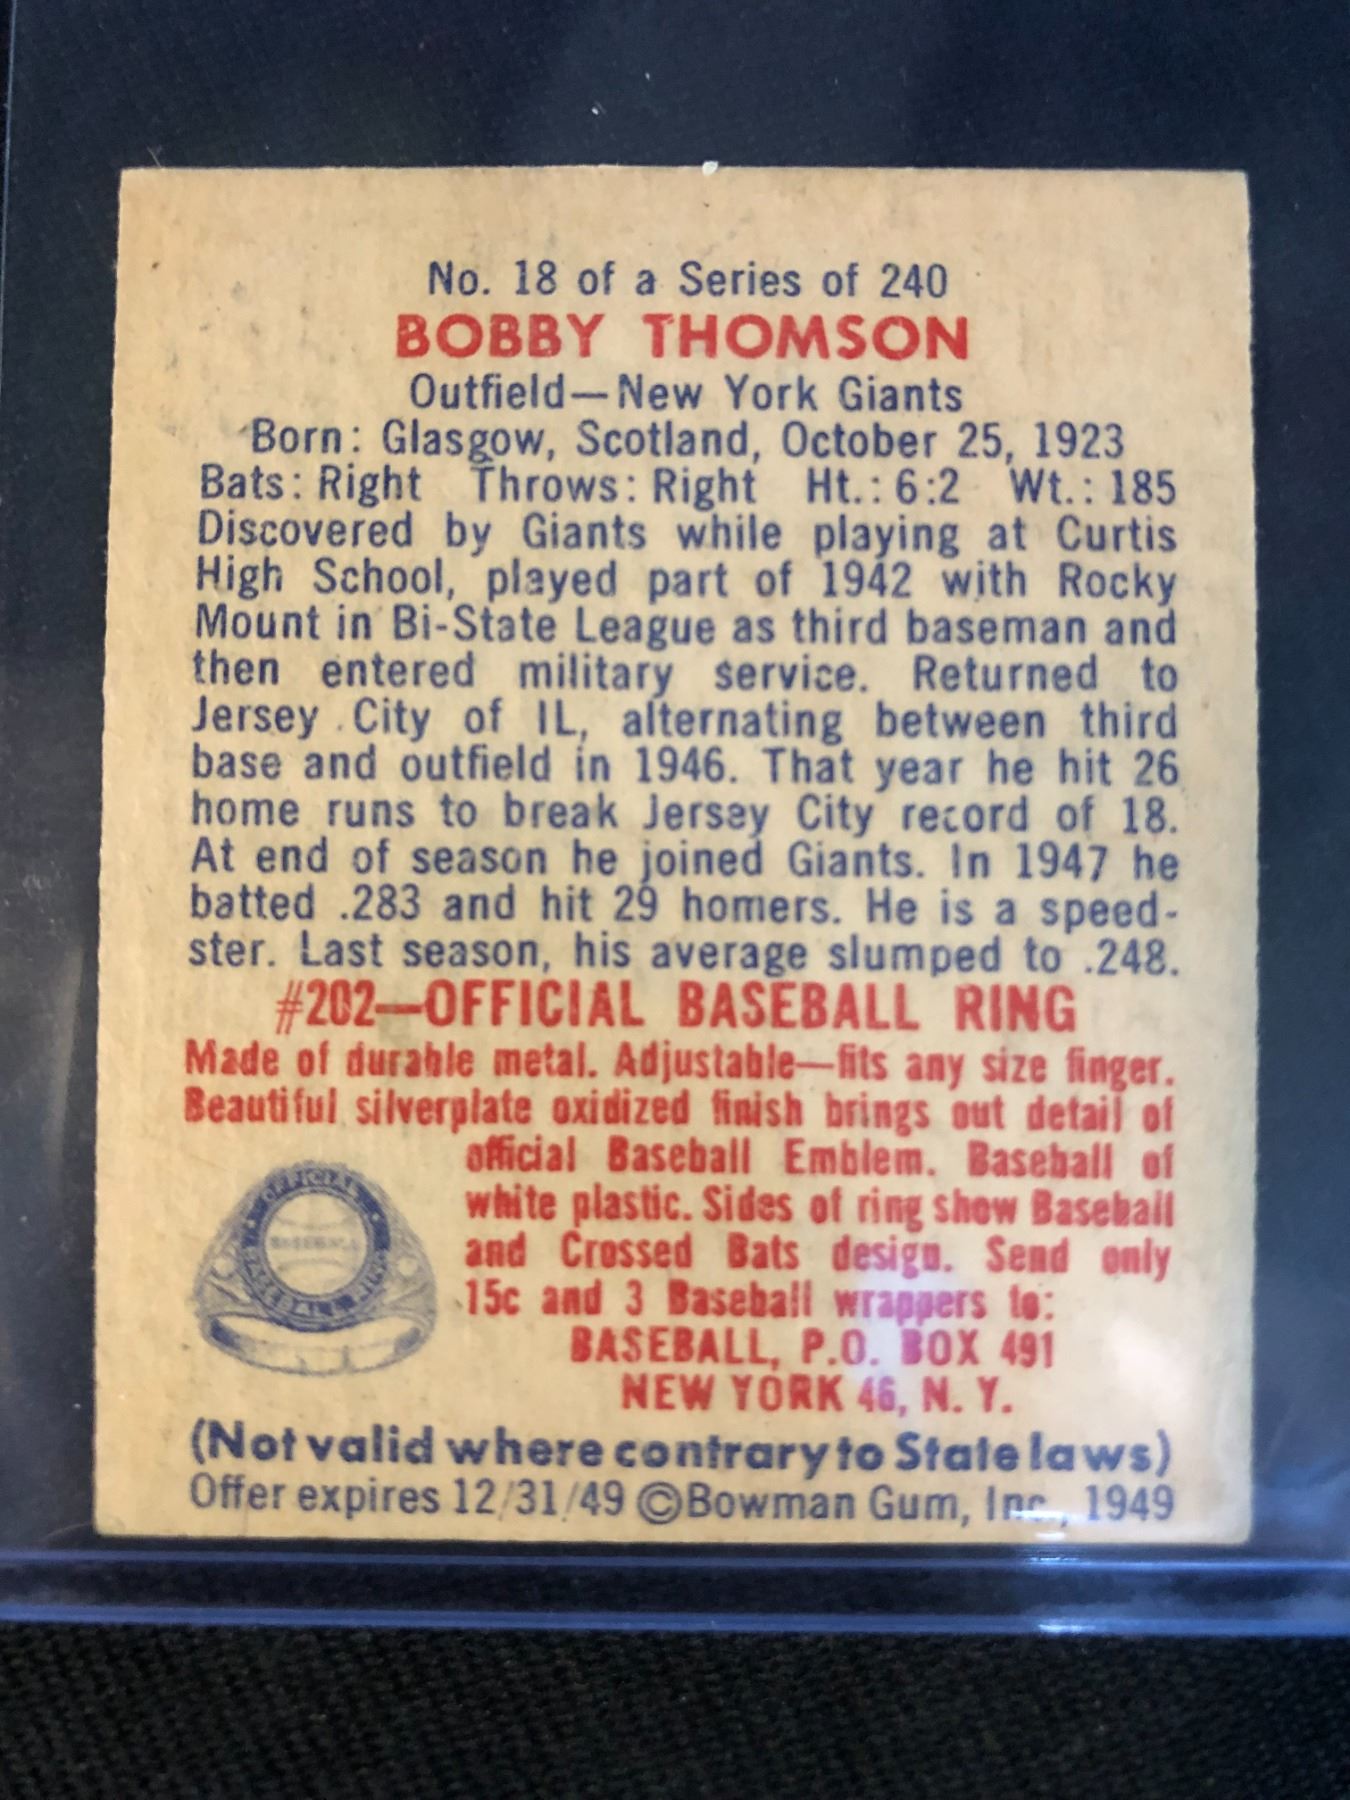 No. 18 of a Series of 240
BOBBY THOMSON
Outfield—New York Giants
Born: Glasgow, Scotland, October 25, 1923
Bats: Right Throws: Right Ht.: 6:2 Wt.: 185
Discovered by Giants while playing at Curtis
High School, played part of 1942 with Rocky
Mount in Bi-State League as third baseman and
then entered military service. Returned to
Jersey City of IL, alternating between third
base and outfield in 1946. That year he hit 26
home runs to break Jersey City record of 18.
At end of season he joined Giants. In 1947 he
batted .283 and hit 29 homers. He is a speed-
ster. Last season, his average slumped to .248.
#202—OFFICIAL BASEBALL RING
Made of durable metal. Adjustable—fits any size finger.
Beautiful silverplate oxidized finish brings out detail of
official Baseball Emblem. Baseball of
white plastic. Sides of ring show Baseball
and Crossed Bats design. Send only
15c and 3 Baseball wrappers to:
BASEBALL, P.O. BOX 491
NEW YORK 46, N. Y.
OFFICIAL
BASEBALL
(Not valid where contrary to State laws)
Offer expires 12/31/49 ©Bowman Gum, Inc., 1949